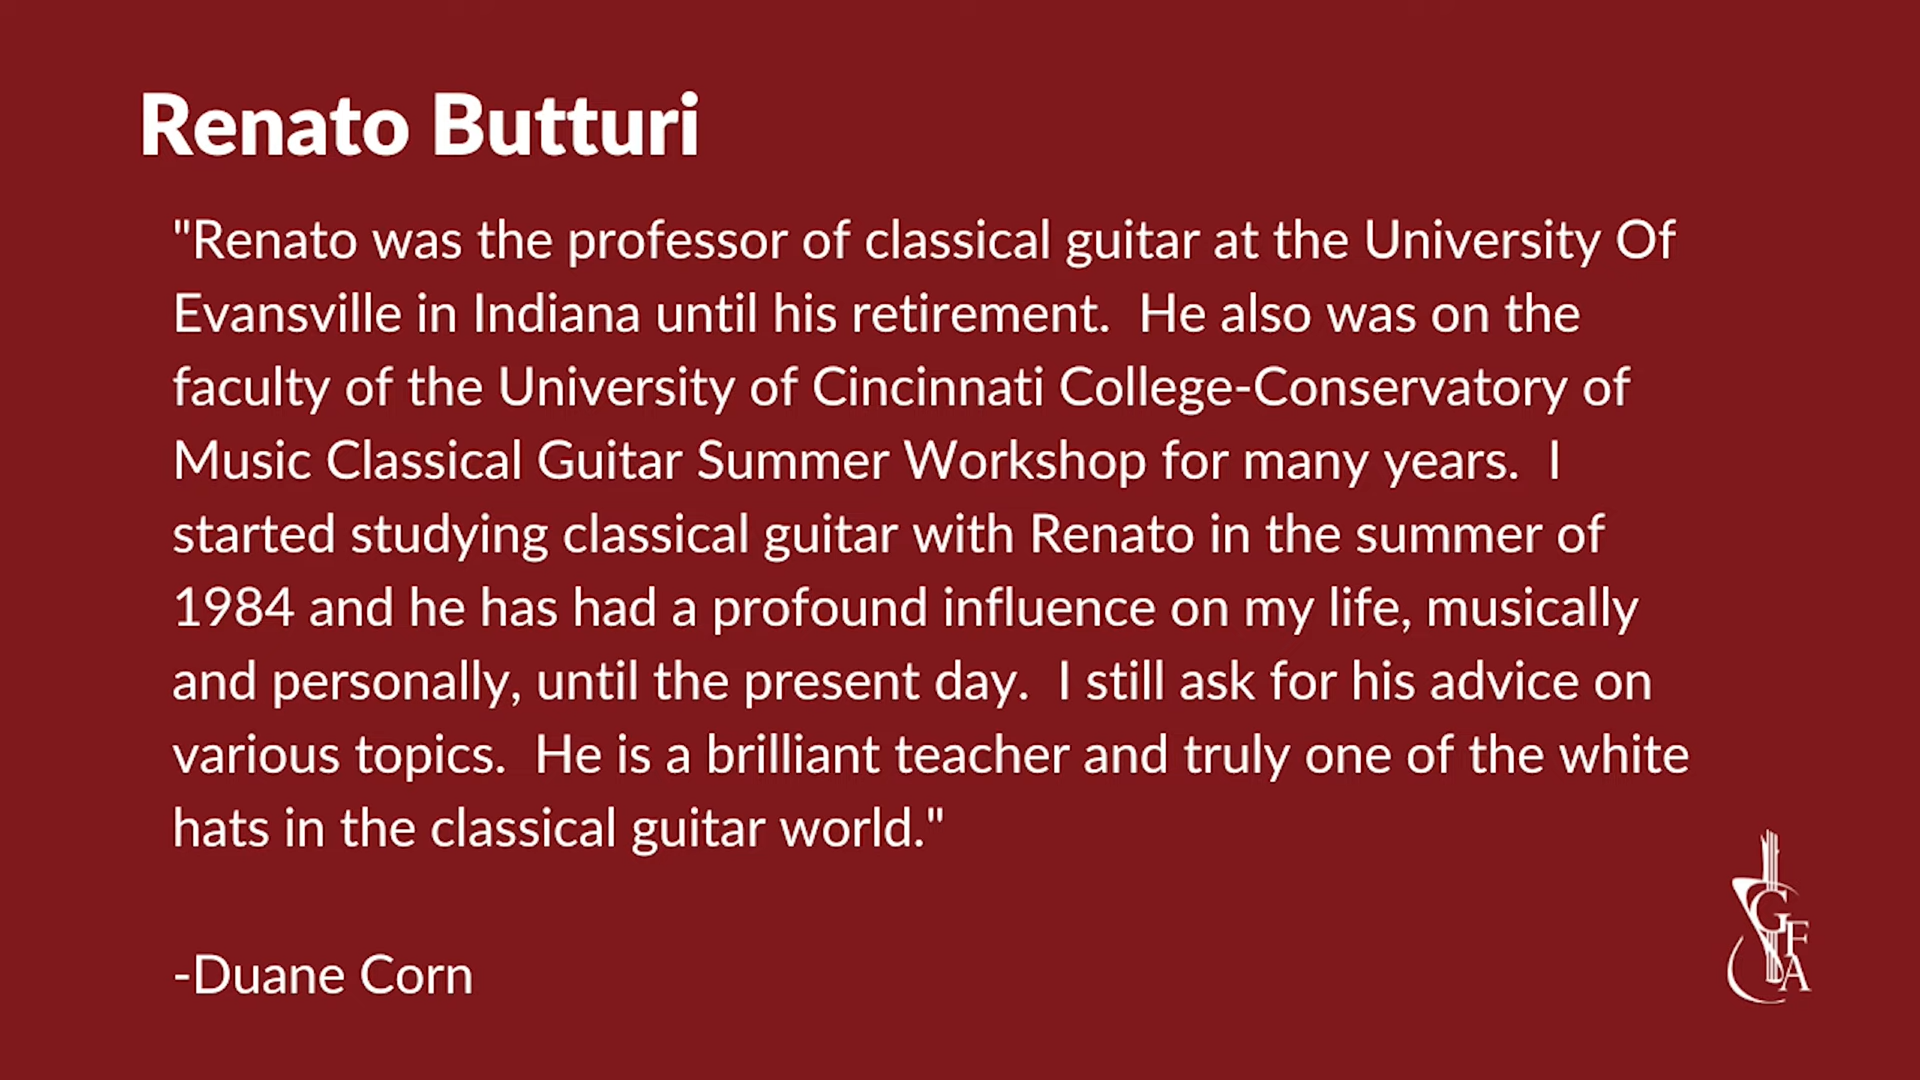 Renato Butturi
"Renato was the professor of classical guitar at the University Of
Evansville in Indiana until his retirement.  He also was on the
faculty of the University of Cincinnati College-Conservatory of
Music Classical Guitar Summer Workshop for many years.  I
started studying classical guitar with Renato in the summer of
1984 and he has had a profound influence on my life, musically
and personally, until the present day.  I still ask for his advice on
various topics.  He is a brilliant teacher and truly one of the white
hats in the classical guitar world."
-Duane Corn
GFA